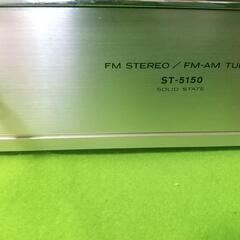 FM STEREO / FM-AM TU
ST-5150
SOLID STATE